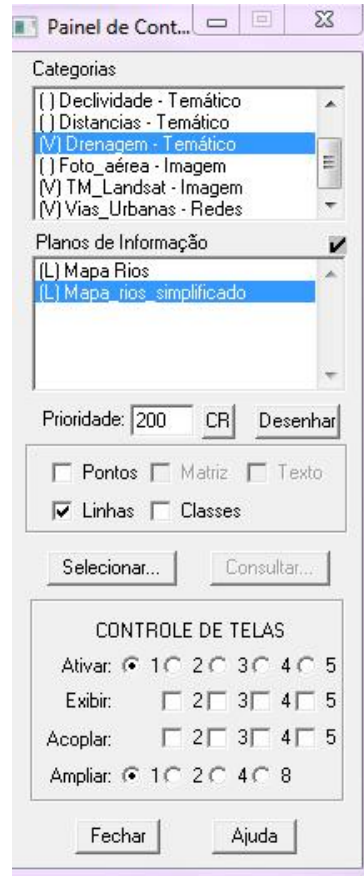 Painel de Cont...
Categorias
( ) Declividade - Temático
( ) Distancias - Temático
(V) Drenagem - Temático
( ) Foto_aérea - Imagem
(V) TM_Landsat - Imagem
(V) Vias_Urbanas - Redes
Planos de Informação
(L) Mapa Rios
(L) Mapa_rios_simplificado
Prioridade: 200 CR Desenhar
Pontos Matriz Texto
Linhas Classes
Selecionar... Consultar...
CONTROLE DE TELAS
Ativar: 1 2 3 4 5
Exibir: 2 3 4 5
Acoplar: 2 3 4 5
Ampliar: 1 2 4 8
Fechar Ajuda